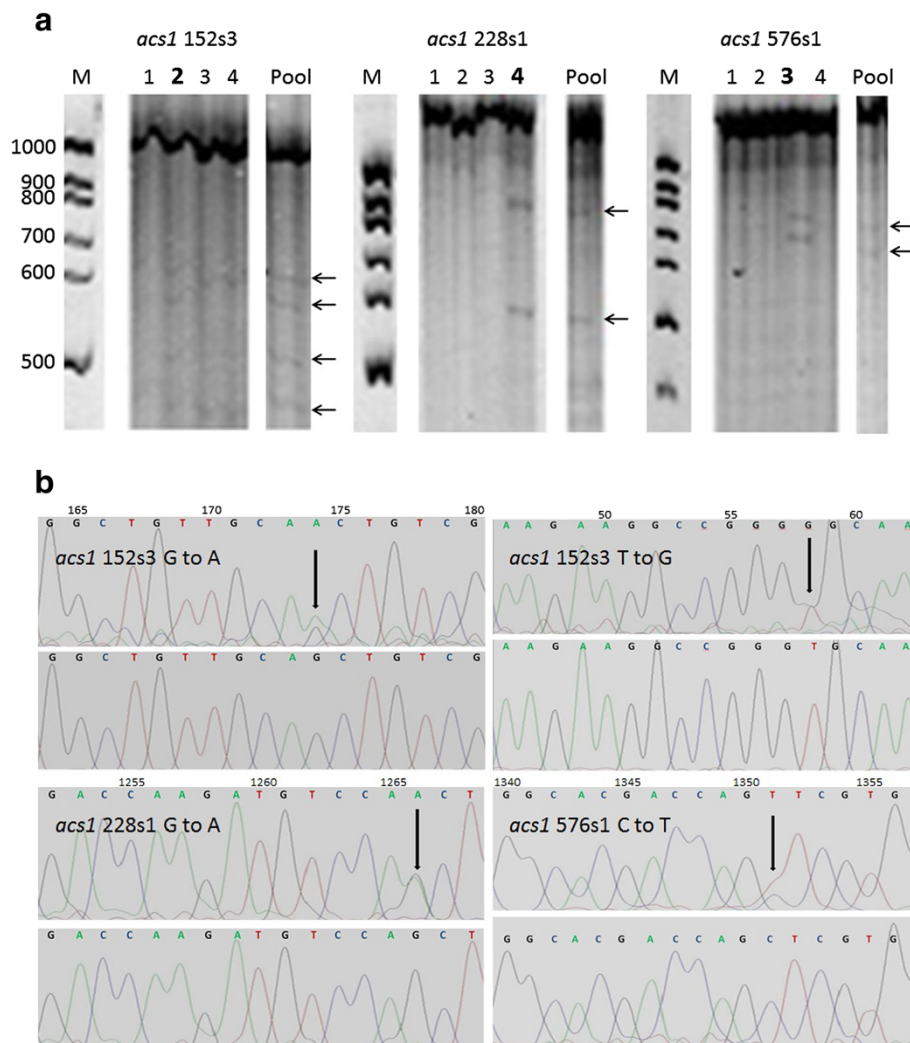 a
acs1 152s3
acs1 228s1
acs1 576s1
M 1 2 3 4 Pool
M 1 2 3 4 Pool
M 1 2 3 4 Pool
1000
900
800
700
600
500
b
165 170 175 180
G G C T G T T G C A A C T G T C G
acs1 152s3 G to A
G G C T G T T G C A G C T G T C G
50 55 60
A A G A A G G C C G G G G G C A A
acs1 152s3 T to G
A A G A A G G C C G G G T G C A A
1255 1260 1265
G A C C A A G A T G T C C A A C T
acs1 228s1 G to A
G A C C A A G A T G T C C A G C T
1340 1345 1350 1355
G G C A C G A C C A G T T C G T G
acs1 576s1 C to T
G G C A C G A C C A G C T C G T G